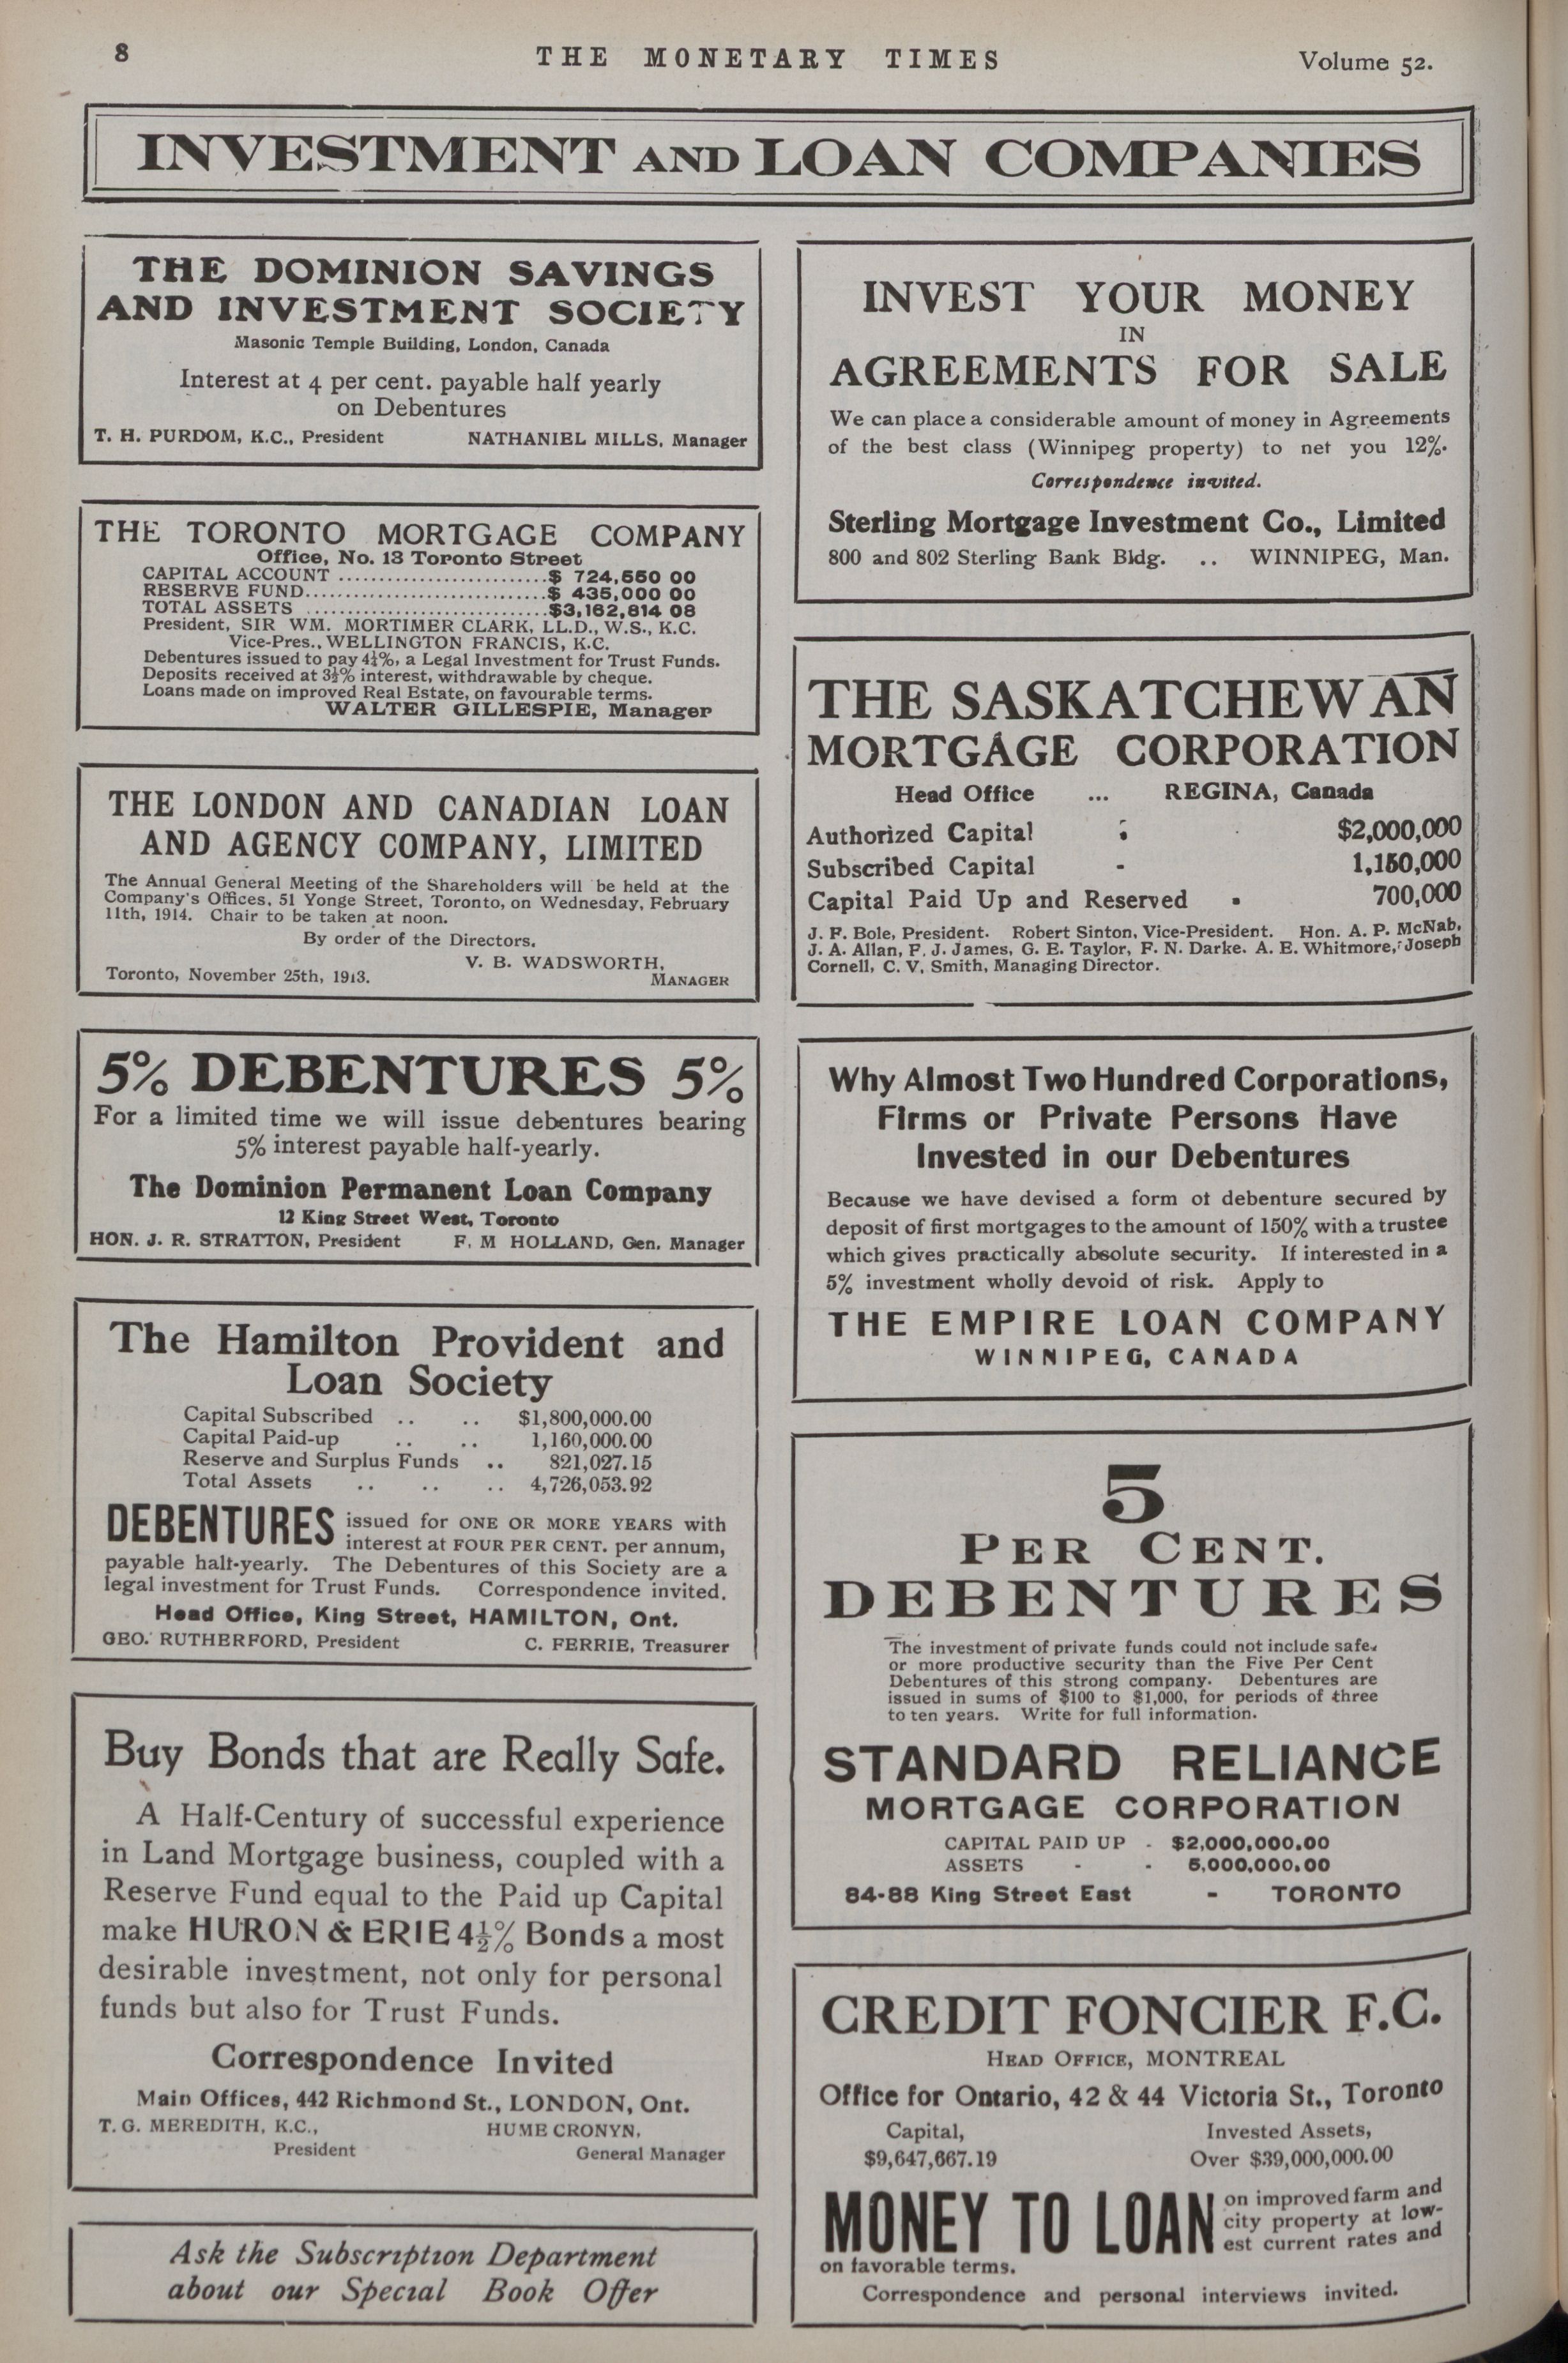 8
THE MONETARY TIMES
Volume 52.
INVESTMENT AND LOAN COMPANIES
THE DOMINION SAVINGS
AND INVESTMENT SOCIETY
Masonic Temple Building, London, Canada
Interest at 4 per cent. payable half yearly
on Debentures
T. H. PURDOM, K.C., President NATHANIEL MILLS, Manager
THE TORONTO MORTGAGE COMPANY
Office, No. 13 Toronto Street
CAPITAL ACCOUNT ..........................$ 724,550 00
RESERVE FUND..............................$ 435,000 00
TOTAL ASSETS ..............................$3,162,814 08
President, SIR WM. MORTIMER CLARK, LL.D., W.S., K.C.
Vice-Pres., WELLINGTON FRANCIS, K.C.
Debentures issued to pay 4¼%, a Legal Investment for Trust Funds.
Deposits received at 3½% interest, withdrawable by cheque.
Loans made on improved Real Estate, on favourable terms.
WALTER GILLESPIE, Manager
THE LONDON AND CANADIAN LOAN
AND AGENCY COMPANY, LIMITED
The Annual General Meeting of the Shareholders will be held at the
Company's Offices, 51 Yonge Street, Toronto, on Wednesday, February
11th, 1914. Chair to be taken at noon.
By order of the Directors.
V. B. WADSWORTH,
Toronto, November 25th, 1913. MANAGER
5% DEBENTURES 5%
For a limited time we will issue debentures bearing
5% interest payable half-yearly.
The Dominion Permanent Loan Company
12 King Street West, Toronto
HON. J. R. STRATTON, President F. M HOLLAND, Gen. Manager
The Hamilton Provident and
Loan Society
Capital Subscribed .. .. $1,800,000.00
Capital Paid-up .. .. 1,160,000.00
Reserve and Surplus Funds .. 821,027.15
Total Assets .. .. .. 4,726,053.92
DEBENTURES issued for ONE OR MORE YEARS with
interest at FOUR PER CENT. per annum,
payable half-yearly. The Debentures of this Society are a
legal investment for Trust Funds. Correspondence invited.
Head Office, King Street, HAMILTON, Ont.
GEO. RUTHERFORD, President C. FERRIE, Treasurer
Buy Bonds that are Really Safe.
A Half-Century of successful experience
in Land Mortgage business, coupled with a
Reserve Fund equal to the Paid up Capital
make HURON & ERIE 4½% Bonds a most
desirable investment, not only for personal
funds but also for Trust Funds.
Correspondence Invited
Main Offices, 442 Richmond St., LONDON, Ont.
T. G. MEREDITH, K.C., HUME CRONYN,
President General Manager
Ask the Subscription Department
about our Special Book Offer
INVEST YOUR MONEY
IN
AGREEMENTS FOR SALE
We can place a considerable amount of money in Agreements
of the best class (Winnipeg property) to net you 12%.
Correspondence invited.
Sterling Mortgage Investment Co., Limited
800 and 802 Sterling Bank Bldg. .. WINNIPEG, Man.
THE SASKATCHEWAN
MORTGAGE CORPORATION
Head Office ... REGINA, Canada
Authorized Capital : $2,000,000
Subscribed Capital - 1,150,000
Capital Paid Up and Reserved - 700,000
J. F. Bole, President. Robert Sinton, Vice-President. Hon. A. P. McNab,
J. A. Allan, F. J. James, G. E. Taylor, F. N. Darke. A. E. Whitmore, Joseph
Cornell, C. V. Smith, Managing Director.
Why Almost Two Hundred Corporations,
Firms or Private Persons Have
Invested in our Debentures
Because we have devised a form of debenture secured by
deposit of first mortgages to the amount of 150% with a trustee
which gives practically absolute security. If interested in a
5% investment wholly devoid of risk. Apply to
THE EMPIRE LOAN COMPANY
WINNIPEG, CANADA
5
PER CENT.
DEBENTURES
The investment of private funds could not include safe.
or more productive security than the Five Per Cent
Debentures of this strong company. Debentures are
issued in sums of $100 to $1,000, for periods of three
to ten years. Write for full information.
STANDARD RELIANCE
MORTGAGE CORPORATION
CAPITAL PAID UP - $2,000,000.00
ASSETS - - 5,000,000.00
84-88 King Street East - TORONTO
CREDIT FONCIER F.C.
HEAD OFFICE, MONTREAL
Office for Ontario, 42 & 44 Victoria St., Toronto
Capital, Invested Assets,
$9,647,667.19 Over $39,000,000.00
MONEY TO LOAN on improved farm and
city property at low-
est current rates and
on favorable terms.
Correspondence and personal interviews invited.